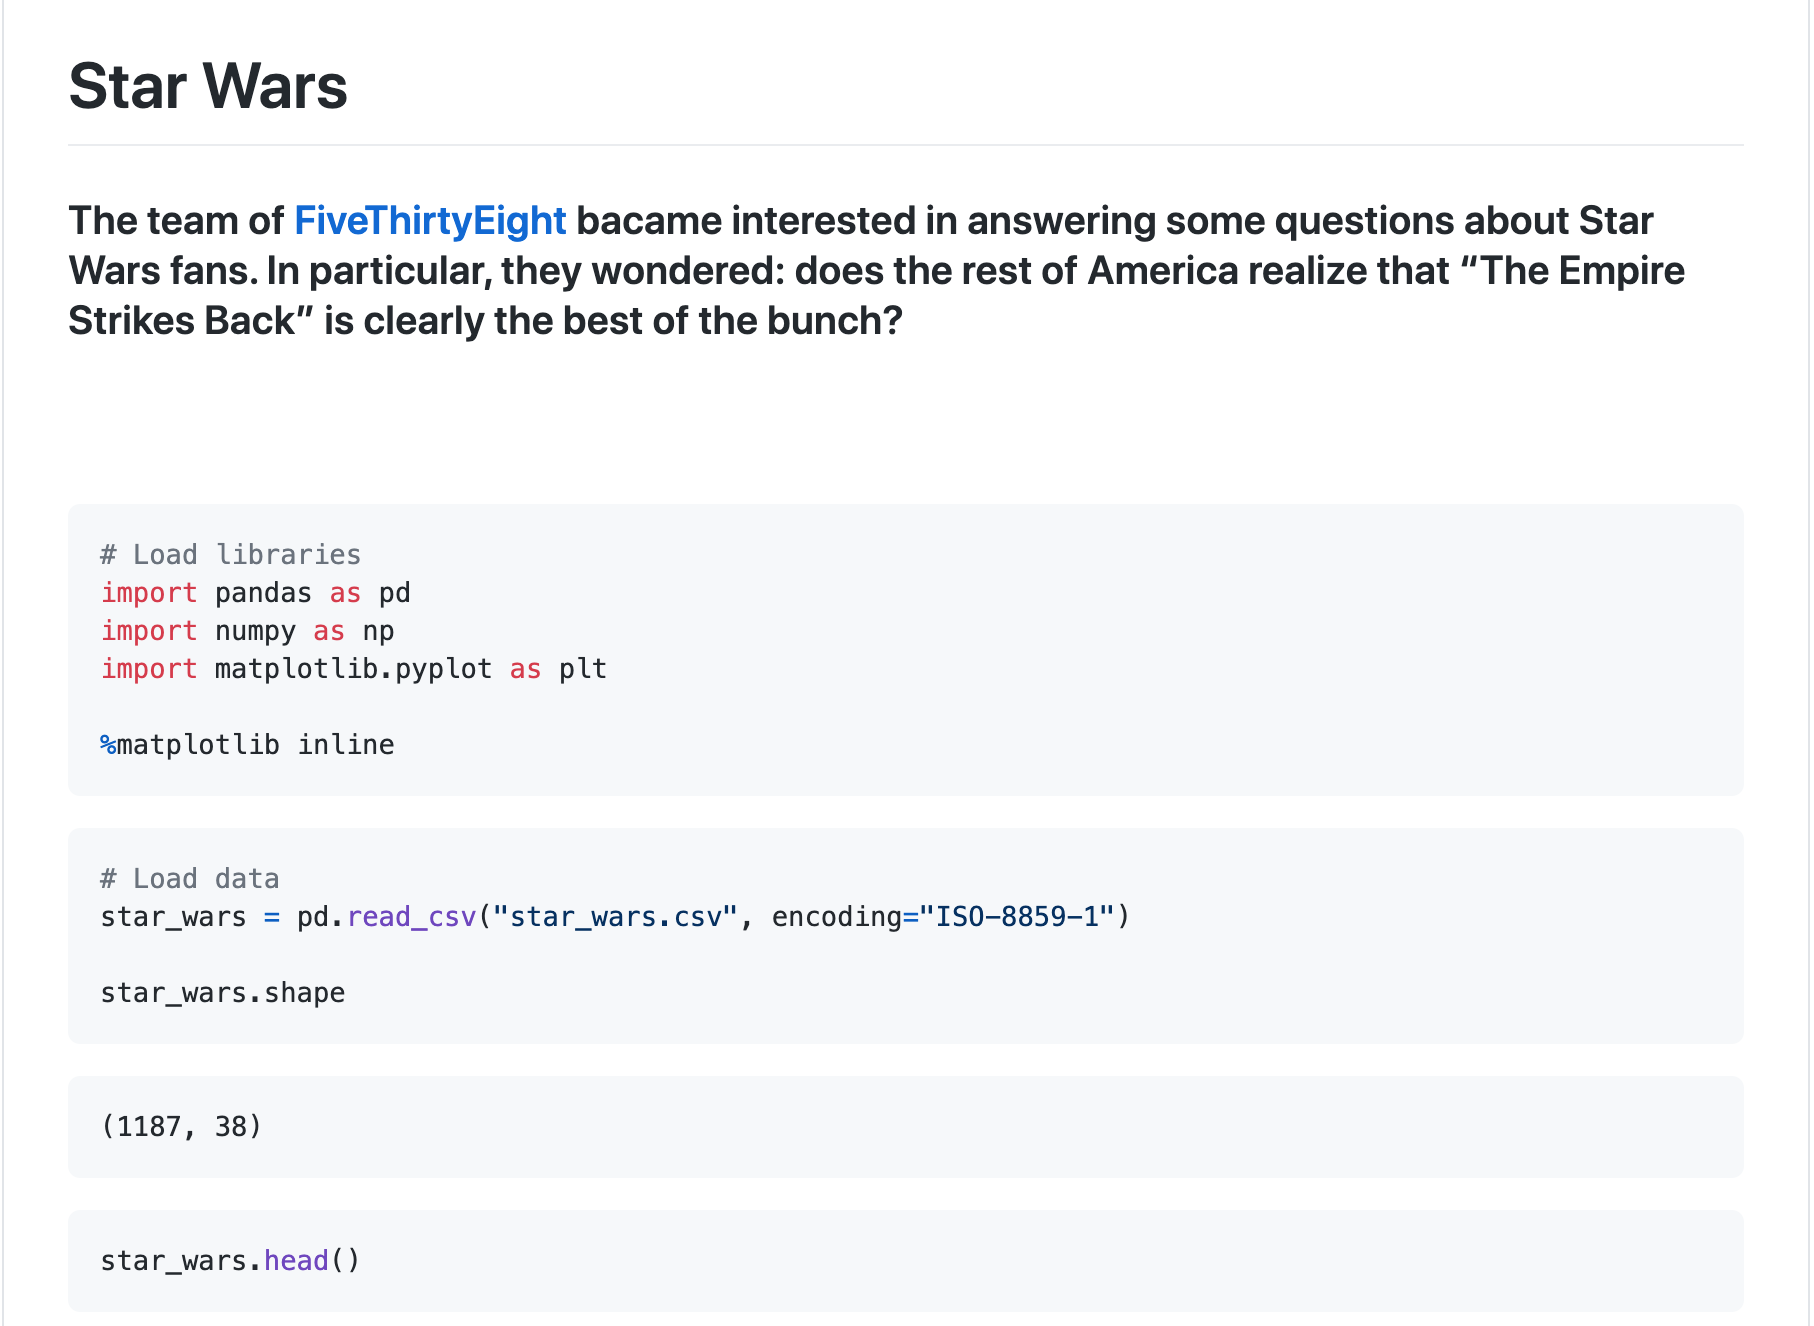 Star Wars
The team of FiveThirtyEight bacame interested in answering some questions about Star
Wars fans. In particular, they wondered: does the rest of America realize that “The Empire
Strikes Back” is clearly the best of the bunch?
# Load libraries
import pandas as pd
import numpy as np
import matplotlib.pyplot as plt
%matplotlib inline
# Load data
star_wars = pd.read_csv("star_wars.csv", encoding="ISO-8859-1")
star_wars.shape
(1187, 38)
star_wars.head()